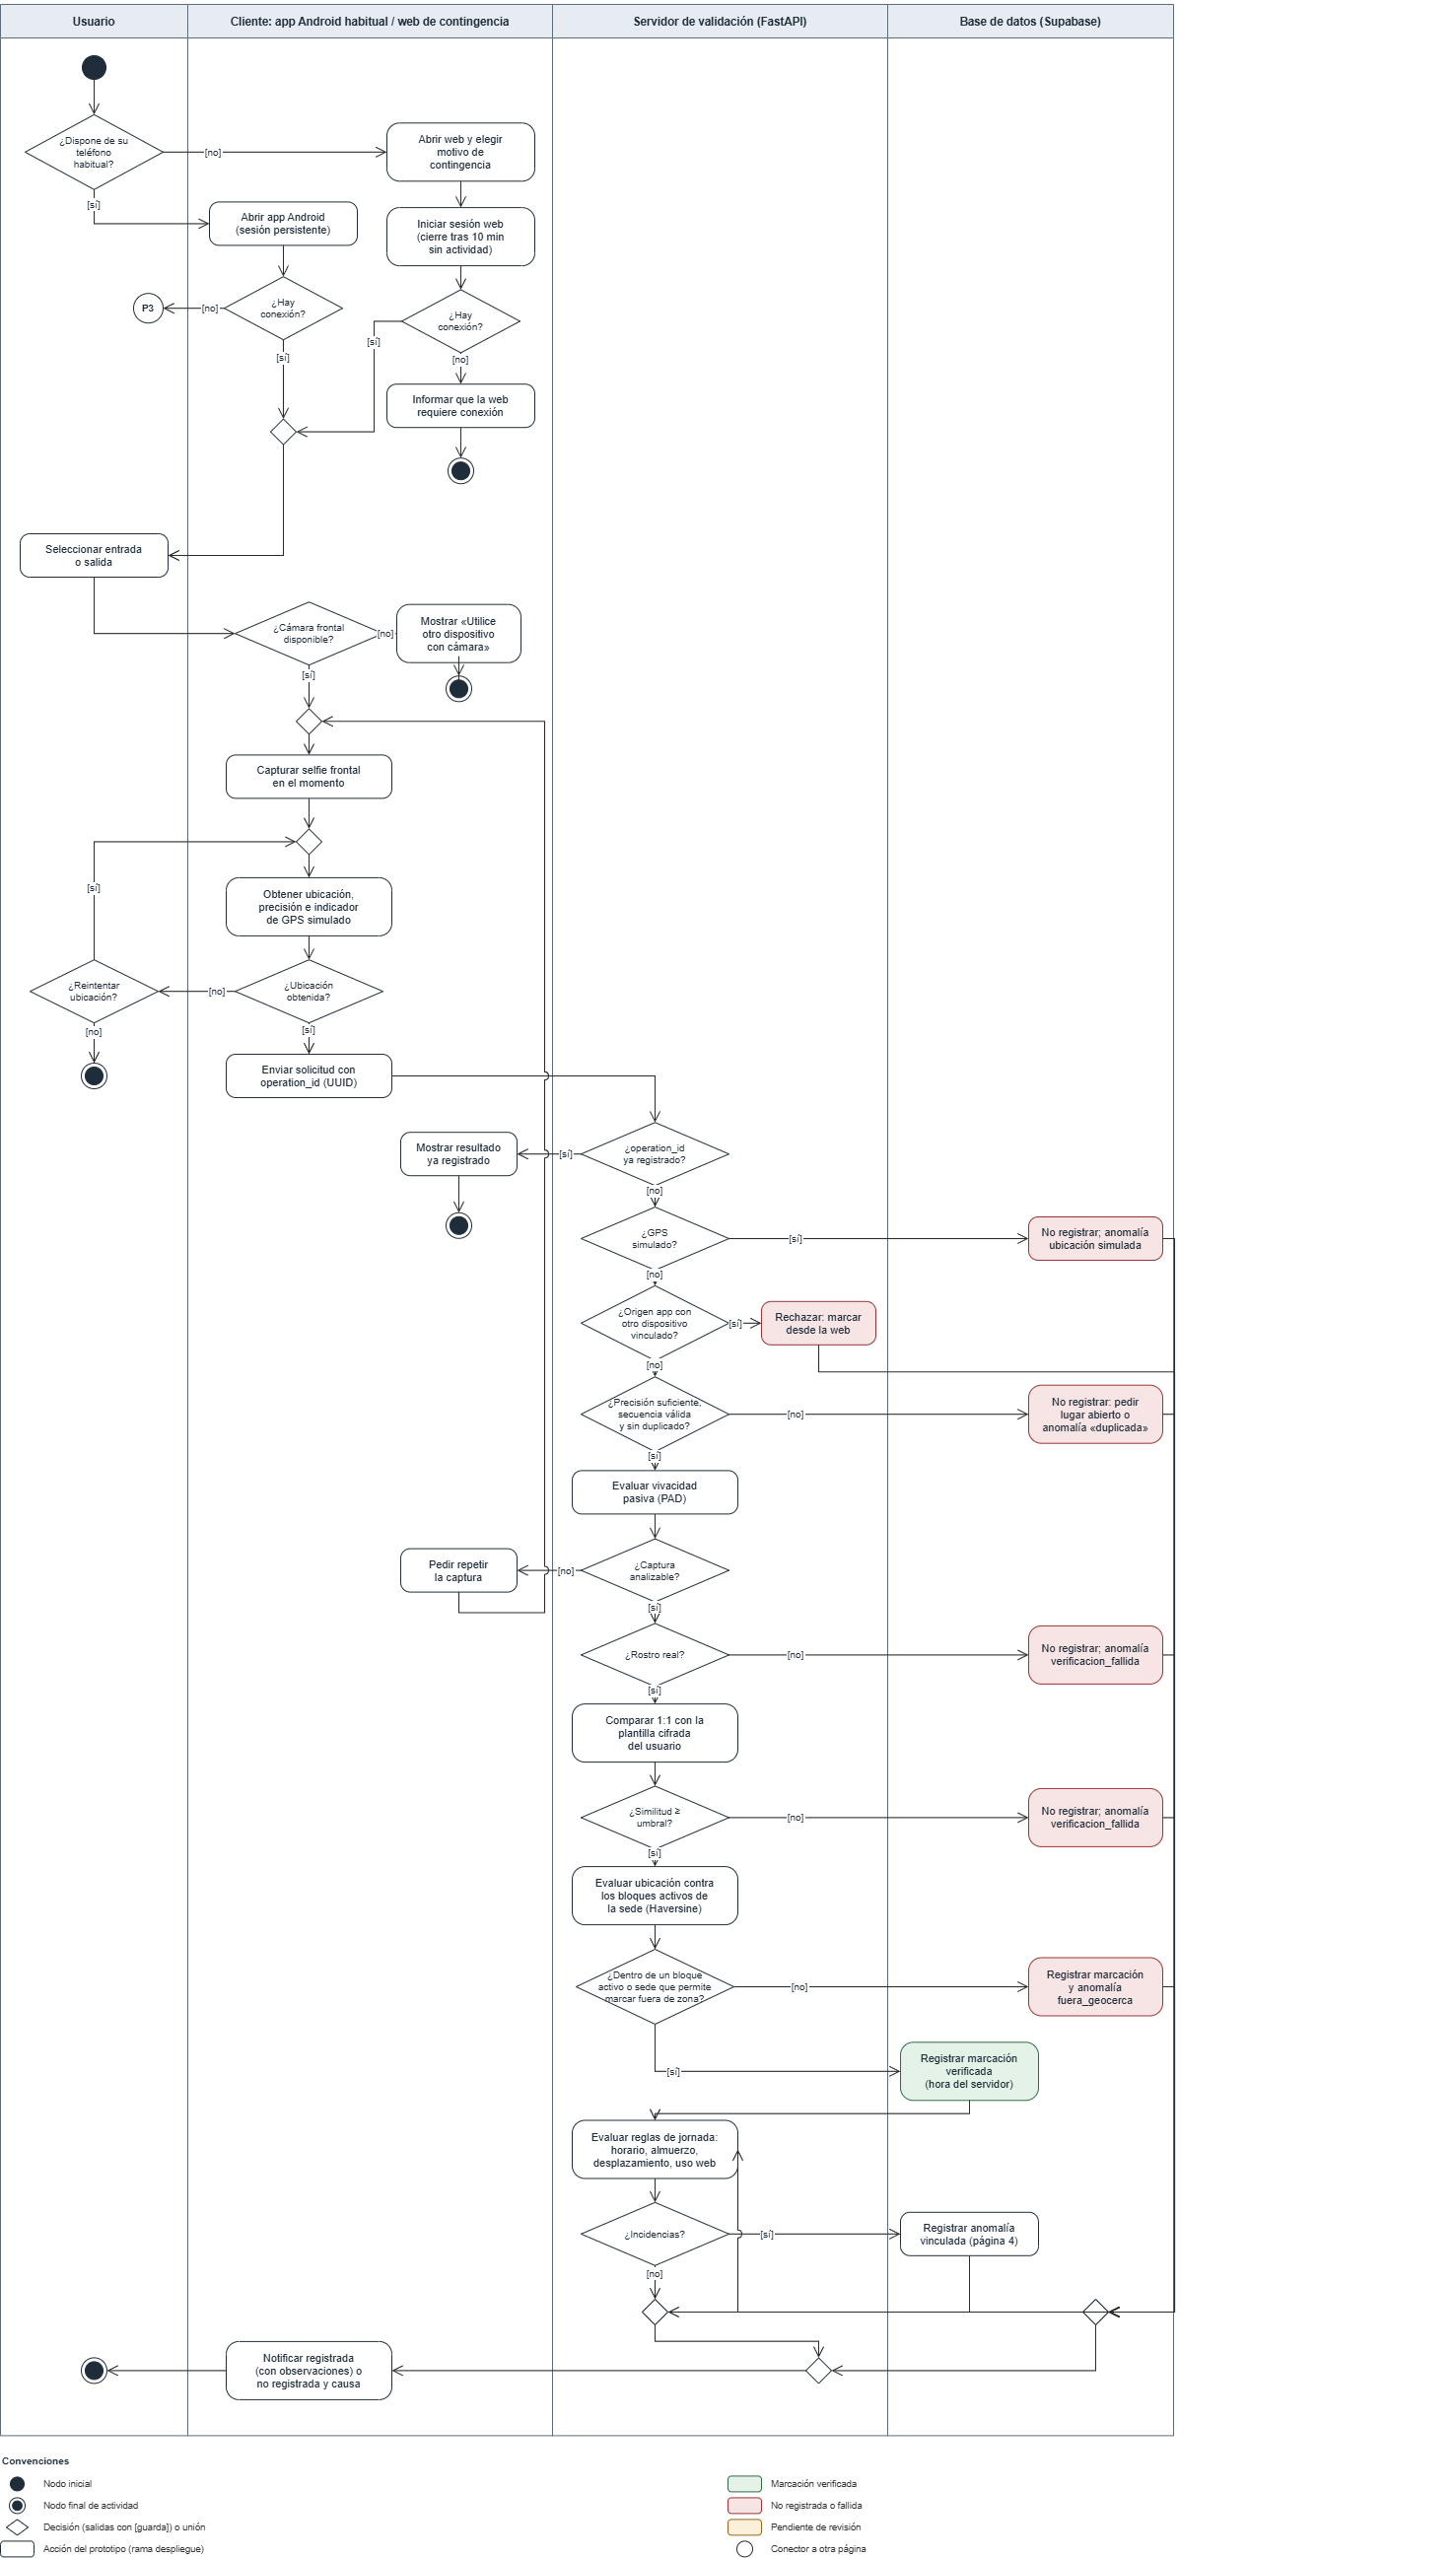 Usuario
Cliente: app Android habitual / web de contingencia
Servidor de validación (FastAPI)
Base de datos (Supabase)
¿Dispone de su
teléfono
habitual?
[no]
Abrir web y elegir
motivo de
contingencia
[sí]
Abrir app Android
(sesión persistente)
Iniciar sesión web
(cierre tras 10 min
sin actividad)
P3
[no]
¿Hay
conexión?
¿Hay
conexión?
[sí]
[sí]
[no]
Informar que la web
requiere conexión
Seleccionar entrada
o salida
¿Cámara frontal
disponible?
[no]
Mostrar «Utilice
otro dispositivo
con cámara»
[sí]
Capturar selfie frontal
en el momento
[sí]
Obtener ubicación,
precisión e indicador
de GPS simulado
¿Reintentar
ubicación?
[no]
¿Ubicación
obtenida?
[no]
[sí]
Enviar solicitud con
operation_id (UUID)
Mostrar resultado
ya registrado
[sí]
¿operation_id
ya registrado?
[no]
¿GPS
simulado?
[sí]
No registrar; anomalía
ubicación simulada
[no]
¿Origen app con
otro dispositivo
vinculado?
[sí]
Rechazar: marcar
desde la web
[no]
¿Precisión suficiente,
secuencia válida
y sin duplicado?
[no]
No registrar: pedir
lugar abierto o
anomalía «duplicada»
[sí]
Evaluar vivacidad
pasiva (PAD)
Pedir repetir
la captura
[no]
¿Captura
analizable?
[sí]
¿Rostro real?
[no]
No registrar; anomalía
verificacion_fallida
[sí]
Comparar 1:1 con la
plantilla cifrada
del usuario
¿Similitud ≥
umbral?
[no]
No registrar; anomalía
verificacion_fallida
[sí]
Evaluar ubicación contra
los bloques activos de
la sede (Haversine)
¿Dentro de un bloque
activo o sede que permite
marcar fuera de zona?
[no]
Registrar marcación
y anomalía
fuera_geocerca
[sí]
Registrar marcación
verificada
(hora del servidor)
Evaluar reglas de jornada:
horario, almuerzo,
desplazamiento, uso web
¿Incidencias?
[sí]
Registrar anomalía
vinculada (página 4)
[no]
Notificar registrada
(con observaciones) o
no registrada y causa
Convenciones
Nodo inicial
Nodo final de actividad
Decisión (salidas con [guarda]) o unión
Acción del prototipo (rama despliegue)
Marcación verificada
No registrada o fallida
Pendiente de revisión
Conector a otra página